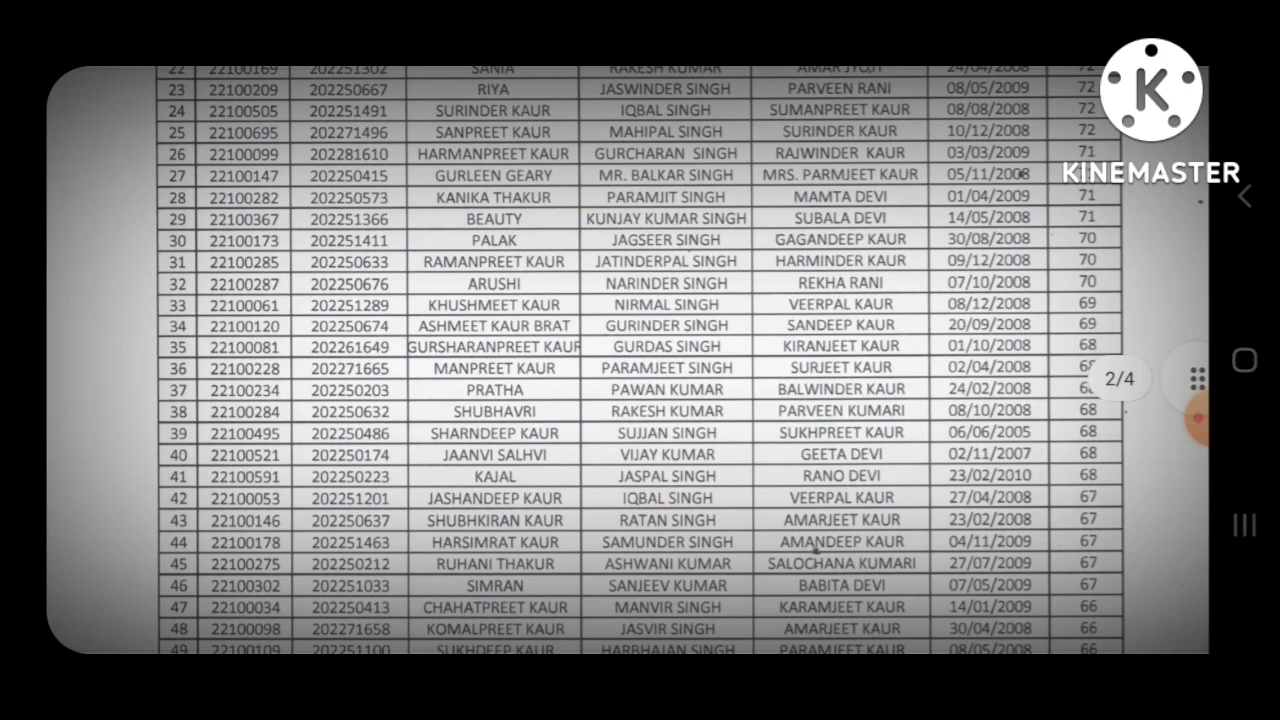 22 22100169 202251302 SANIA RAKESH KUMAR AMAR JYOTI 24/04/2008 72
23 22100209 202250667 RIYA JASWINDER SINGH PARVEEN RANI 08/05/2009 72
24 22100505 202251491 SURINDER KAUR IQBAL SINGH SUMANPREET KAUR 08/08/2008 72
25 22100695 202271496 SANPREET KAUR MAHIPAL SINGH SURINDER KAUR 10/12/2008 72
26 22100099 202281610 HARMANPREET KAUR GURCHARAN SINGH RAJWINDER KAUR 03/03/2009 71
27 22100147 202250415 GURLEEN GEARY MR. BALKAR SINGH MRS. PARMJEET KAUR 05/11/2008 71
28 22100282 202250573 KANIKA THAKUR PARAMJIT SINGH MAMTA DEVI 01/04/2009 71
29 22100367 202251366 BEAUTY KUNJAY KUMAR SINGH SUBALA DEVI 14/05/2008 71
30 22100173 202251411 PALAK JAGSEER SINGH GAGANDEEP KAUR 30/08/2008 70
31 22100285 202250633 RAMANPREET KAUR JATINDERPAL SINGH HARMINDER KAUR 09/12/2008 70
32 22100287 202250676 ARUSHI NARINDER SINGH REKHA RANI 07/10/2008 70
33 22100061 202251289 KHUSHMEET KAUR NIRMAL SINGH VEERPAL KAUR 08/12/2008 69
34 22100120 202250674 ASHMEET KAUR BRAT GURINDER SINGH SANDEEP KAUR 20/09/2008 69
35 22100081 202261649 GURSHARANPREET KAUR GURDAS SINGH KIRANJEET KAUR 01/10/2008 68
36 22100228 202271665 MANPREET KAUR PARAMJEET SINGH SURJEET KAUR 02/04/2008 68
37 22100234 202250203 PRATHA PAWAN KUMAR BALWINDER KAUR 24/02/2008
38 22100284 202250632 SHUBHAVRI RAKESH KUMAR PARVEEN KUMARI 08/10/2008 68
39 22100495 202250486 SHARNDEEP KAUR SUJJAN SINGH SUKHPREET KAUR 06/06/2005 68
40 22100521 202250174 JAANVI SALHVI VIJAY KUMAR GEETA DEVI 02/11/2007 68
41 22100591 202250223 KAJAL JASPAL SINGH RANO DEVI 23/02/2010 68
42 22100053 202251201 JASHANDEEP KAUR IQBAL SINGH VEERPAL KAUR 27/04/2008 67
43 22100146 202250637 SHUBHKIRAN KAUR RATAN SINGH AMARJEET KAUR 23/02/2008 67
44 22100178 202251463 HARSIMRAT KAUR SAMUNDER SINGH AMANDEEP KAUR 04/11/2009 67
45 22100275 202250212 RUHANI THAKUR ASHWANI KUMAR SALOCHANA KUMARI 27/07/2009 67
46 22100302 202251033 SIMRAN SANJEEV KUMAR BABITA DEVI 07/05/2009 67
47 22100034 202250413 CHAHATPREET KAUR MANVIR SINGH KARAMJEET KAUR 14/01/2009 66
48 22100098 202271658 KOMALPREET KAUR JASVIR SINGH AMARJEET KAUR 30/04/2008 66
49 22100109 202251100 SUKHDEEP KAUR HARBHAJAN SINGH PARAMJEET KAUR 08/05/2008 66
K
KINEMASTER
2/4